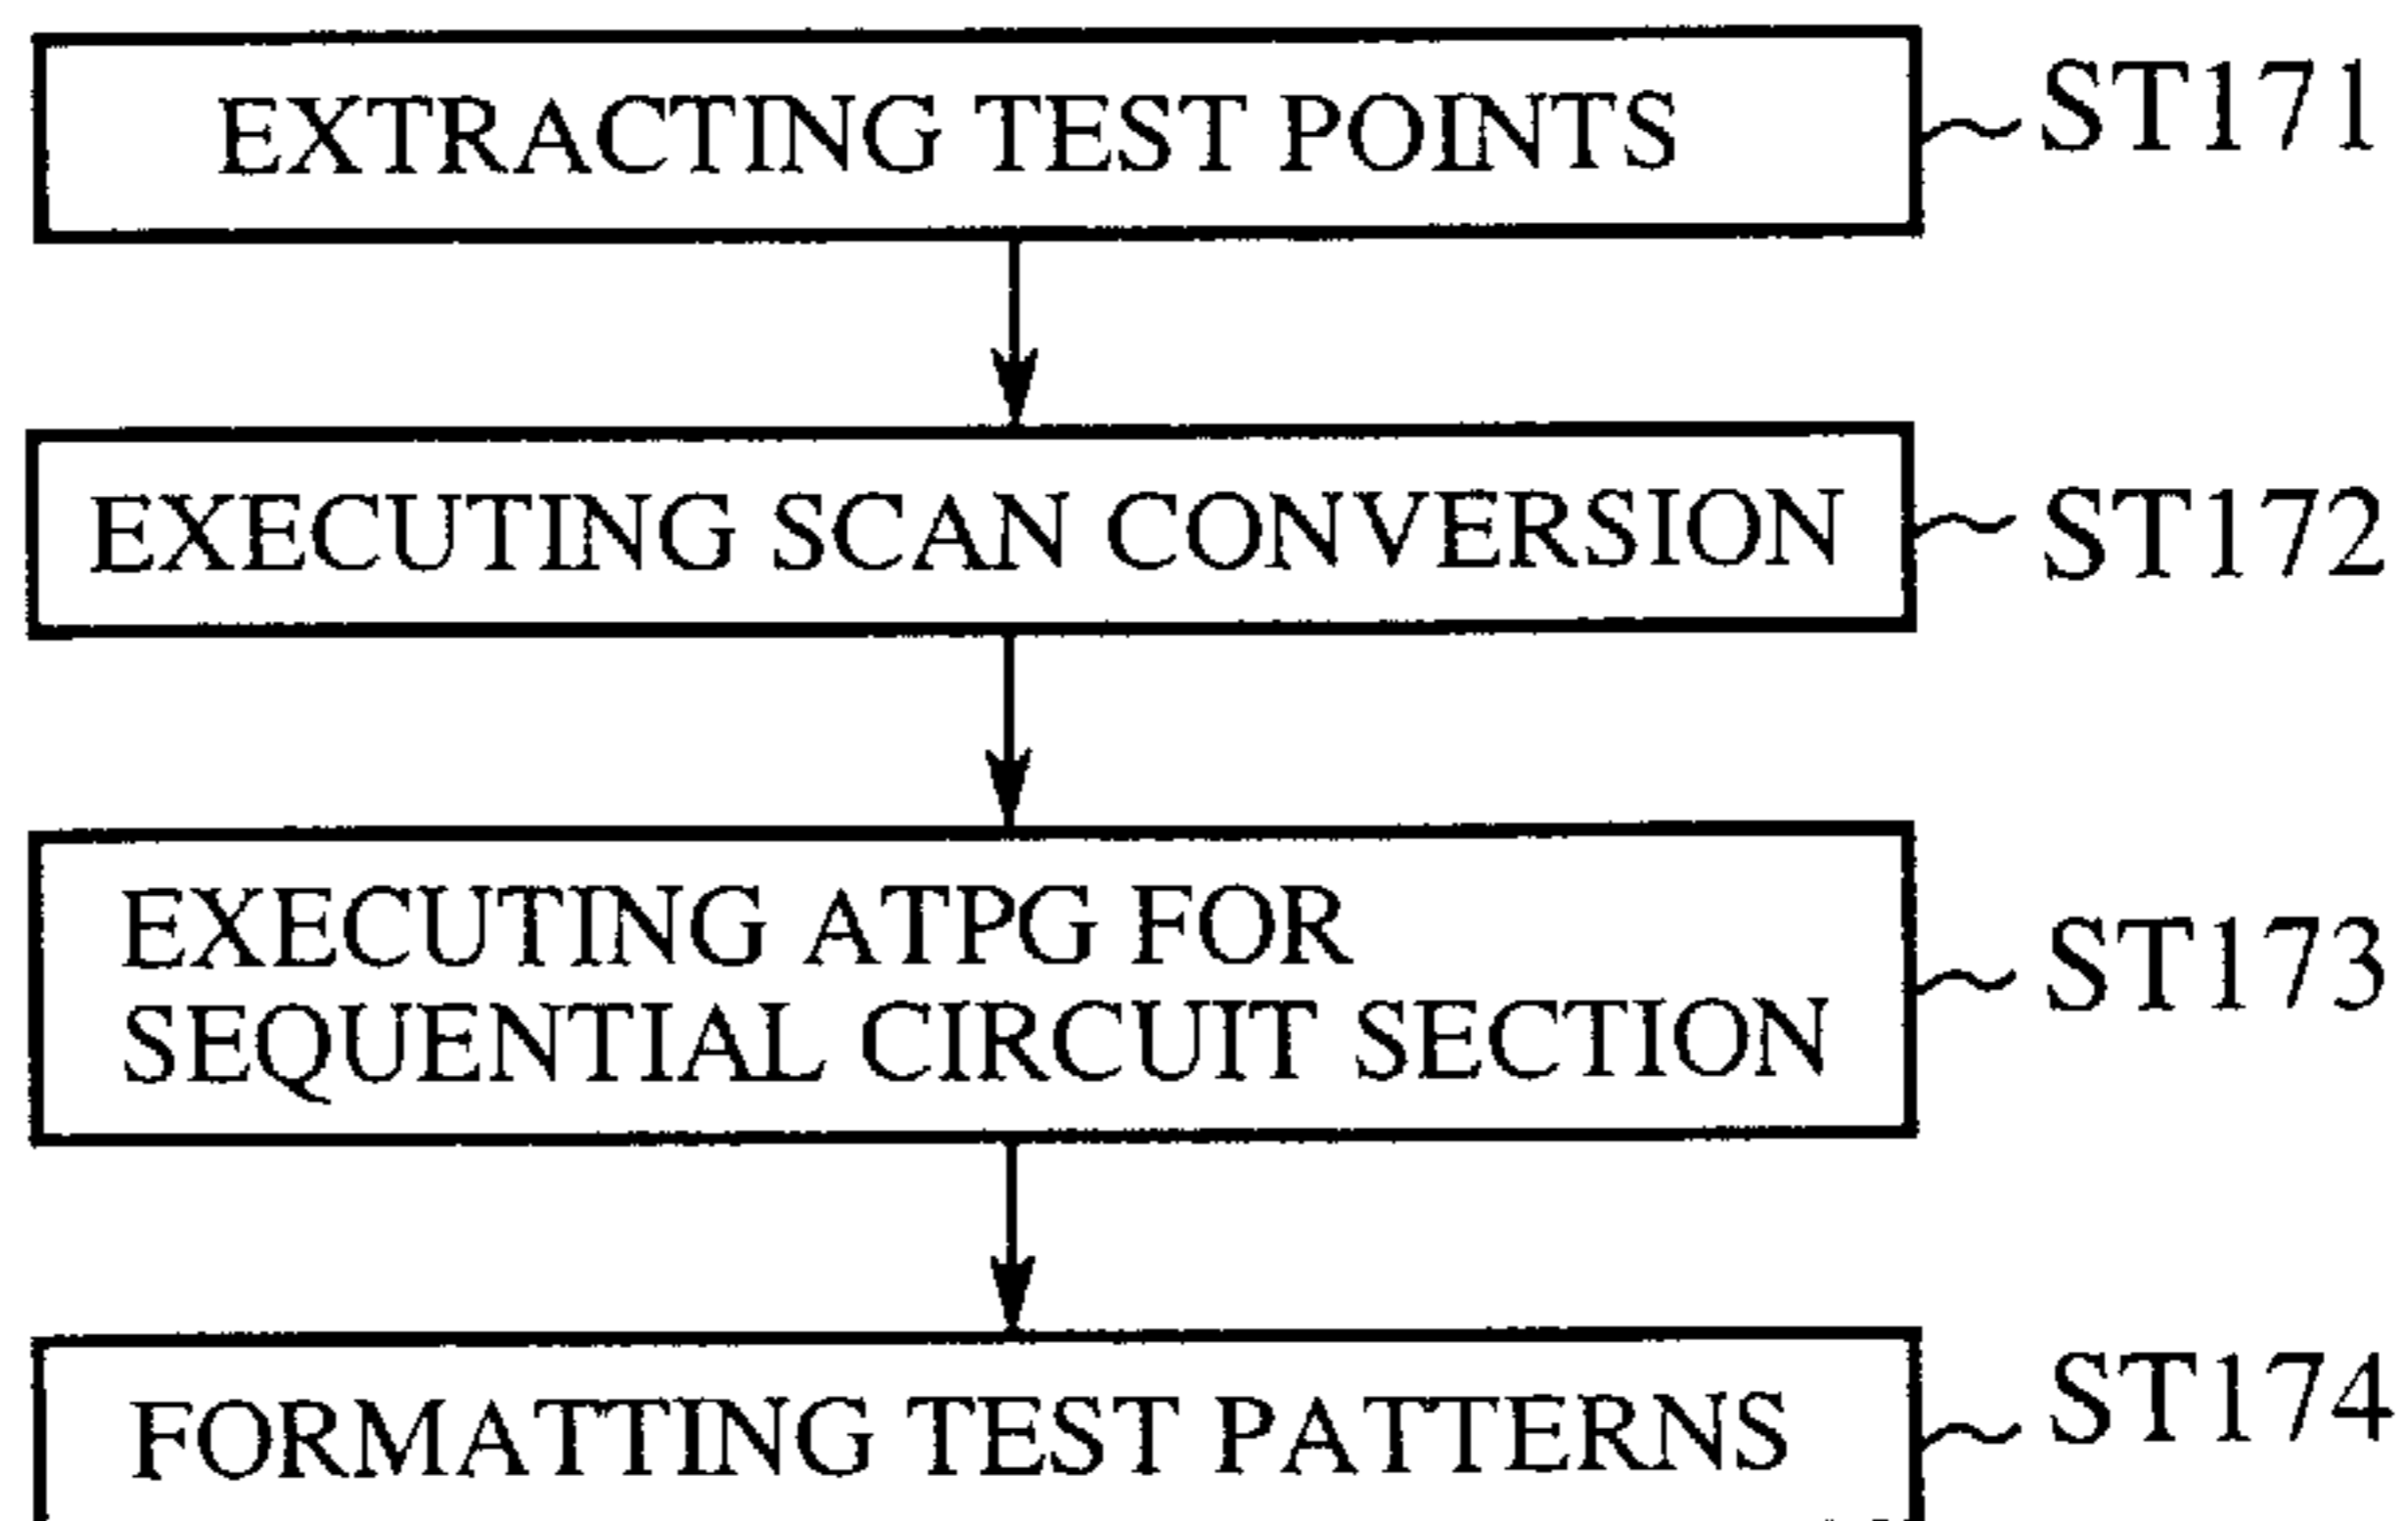 EXTRACTING TEST POINTS ST171
EXECUTING SCAN CONVERSION ST172
EXECUTING ATPG FOR
SEQUENTIAL CIRCUIT SECTION ST173
FORMATTING TEST PATTERNS ST174